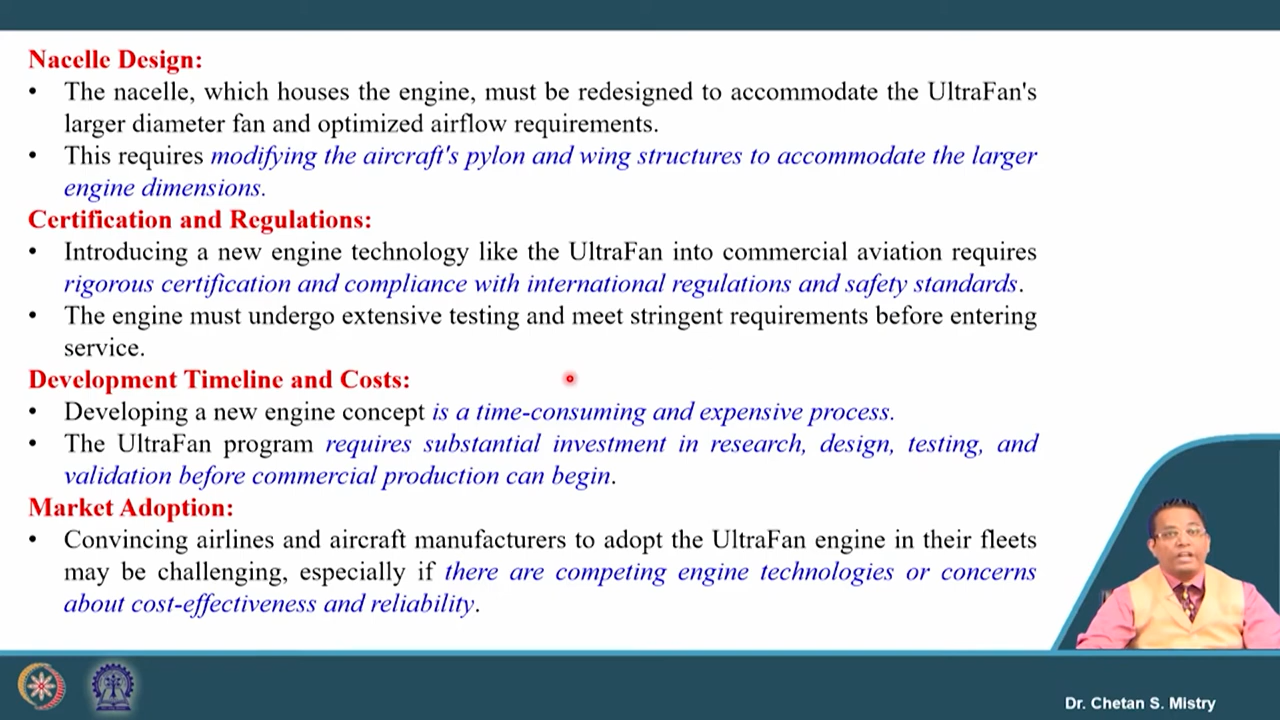 Nacelle Design:
• The nacelle, which houses the engine, must be redesigned to accommodate the UltraFan's
larger diameter fan and optimized airflow requirements.
• This requires modifying the aircraft's pylon and wing structures to accommodate the larger
engine dimensions.
Certification and Regulations:
• Introducing a new engine technology like the UltraFan into commercial aviation requires
rigorous certification and compliance with international regulations and safety standards.
• The engine must undergo extensive testing and meet stringent requirements before entering
service.
Development Timeline and Costs:
• Developing a new engine concept is a time-consuming and expensive process.
• The UltraFan program requires substantial investment in research, design, testing, and
validation before commercial production can begin.
Market Adoption:
• Convincing airlines and aircraft manufacturers to adopt the UltraFan engine in their fleets
may be challenging, especially if there are competing engine technologies or concerns
about cost-effectiveness and reliability.
Dr. Chetan S. Mistry